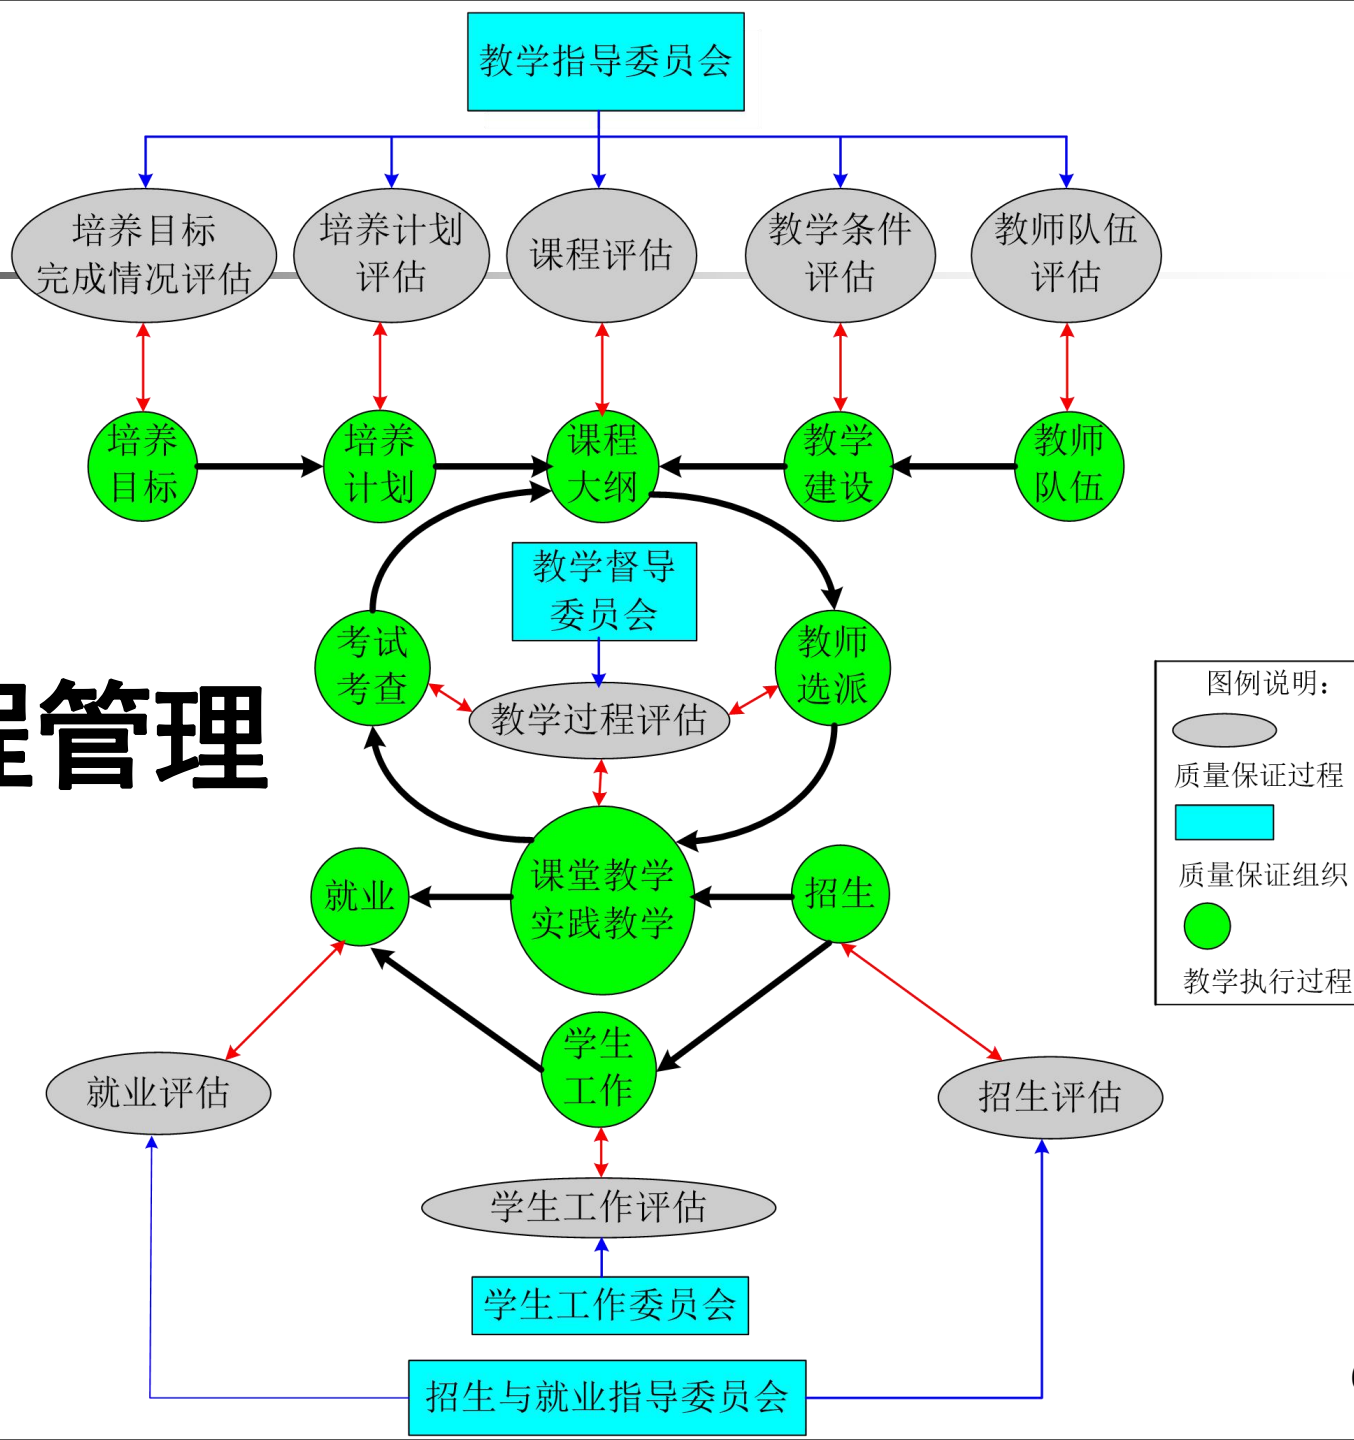 教学指导委员会
培养目标
完成情况评估
培养计划
评估
课程评估
教学条件
评估
教师队伍
评估
培养
目标
培养
计划
课程
大纲
教学
建设
教师
队伍
教学督导
委员会
考试
考查
教师
选派
教学过程评估
程管理
图例说明：
质量保证过程
质量保证组织
教学执行过程
课堂教学
实践教学
就业
招生
学生
工作
就业评估
招生评估
学生工作评估
学生工作委员会
招生与就业指导委员会